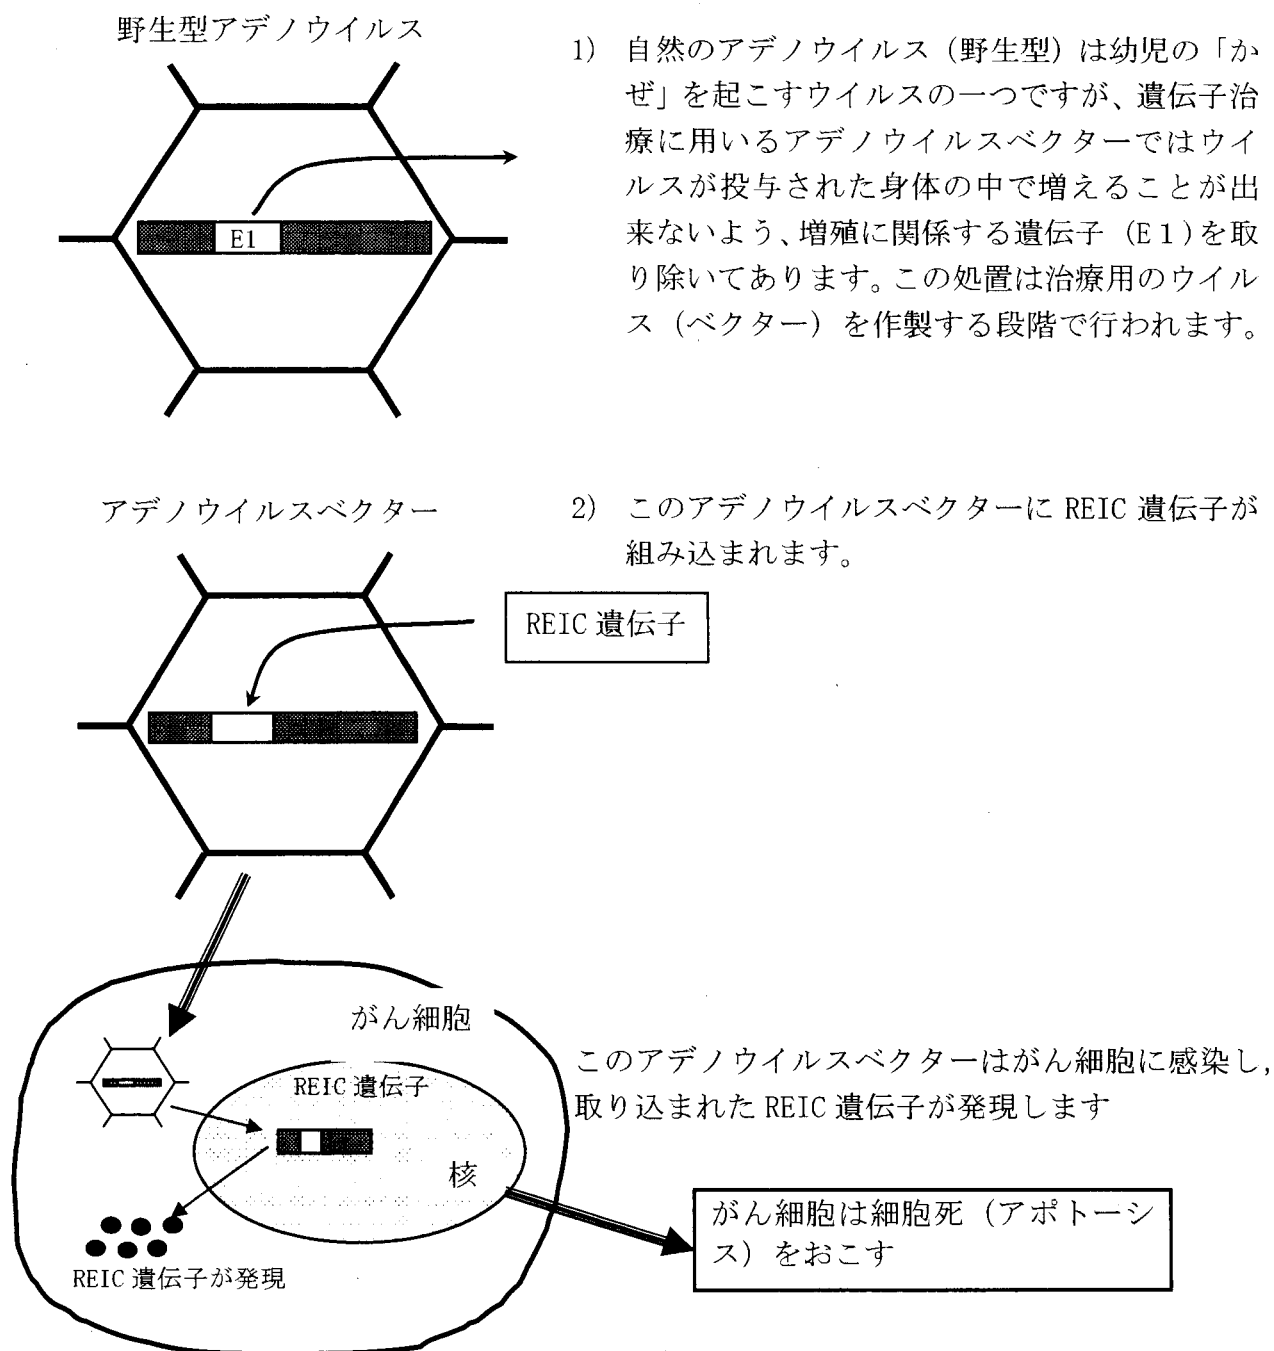 野生型アデノウイルス
1) 自然のアデノウイルス（野生型）は幼児の「か
ぜ」を起こすウイルスの一つですが、遺伝子治
療に用いるアデノウイルスベクターではウイ
ルスが投与された身体の中で増えることが出
来ないよう、増殖に関係する遺伝子（E1）を取
り除いてあります。この処置は治療用のウイル
ス（ベクター）を作製する段階で行われます。
E1
アデノウイルスベクター
2) このアデノウイルスベクターに REIC 遺伝子が
組み込まれます。
REIC 遺伝子
がん細胞
REIC 遺伝子
核
REIC 遺伝子が発現
このアデノウイルスベクターはがん細胞に感染し,
取り込まれた REIC 遺伝子が発現します
がん細胞は細胞死（アポトーシ
ス）をおこす